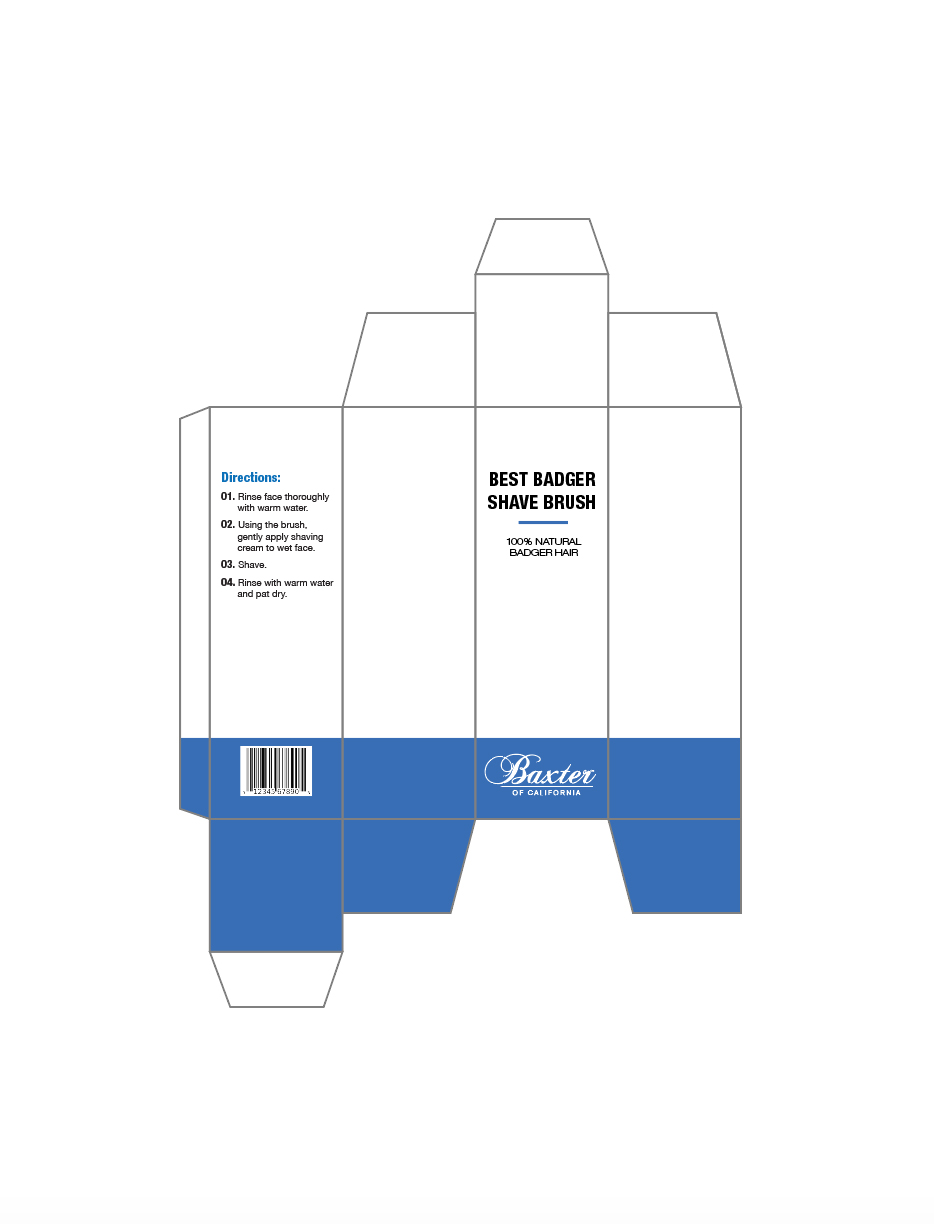 Directions:
01. Rinse face thoroughly
with warm water.
02. Using the brush,
gently apply shaving
cream to wet face.
03. Shave.
04. Rinse with warm water
and pat dry.
BEST BADGER
SHAVE BRUSH
100% NATURAL
BADGER HAIR
1234567890
Baxter
OF CALIFORNIA